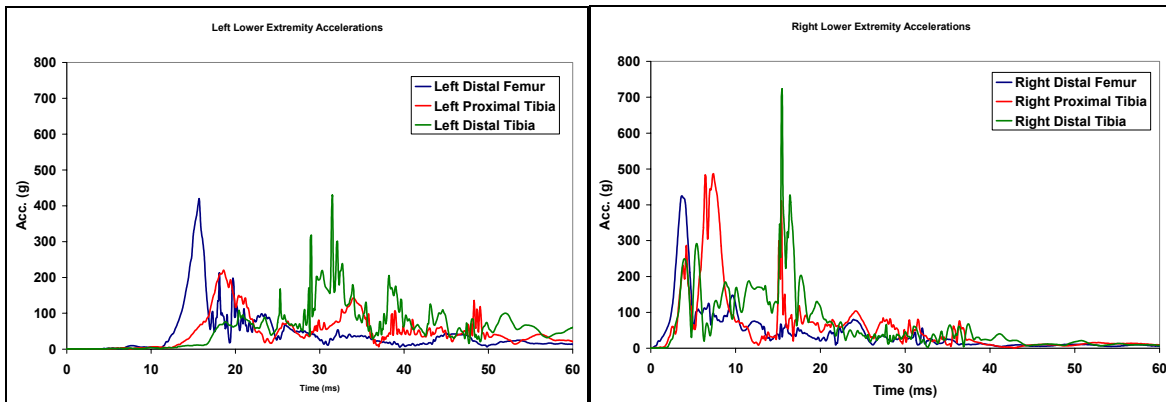 Left Lower Extremity Accelerations
800
700
600
500
400
300
200
100
0
Acc. (g)
Left Distal Femur
Left Proximal Tibia
Left Distal Tibia
0 10 20 30 40 50 60
Time (ms)
Right Lower Extremity Accelerations
800
700
600
500
400
300
200
100
0
Acc. (g)
Right Distal Femur
Right Proximal Tibia
Right Distal Tibia
0 10 20 30 40 50 60
Time (ms)